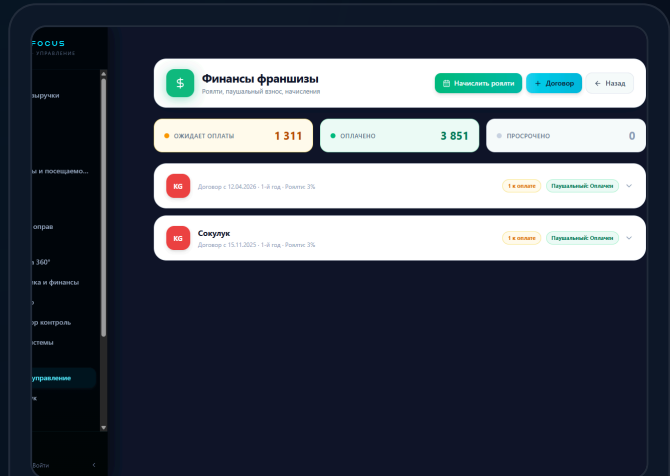 FOCUS
УПРАВЛЕНИЕ
выручки
ы и посещаемо...
оправ
а 360°
ка и финансы
ор контроль
истемы
управление
ук
Войти
Финансы франшизы
Роялти, паушальный взнос, начисления
Начислить роялти
+ Договор
← Назад
ОЖИДАЕТ ОПЛАТЫ 1 311
ОПЛАЧЕНО 3 851
ПРОСРОЧЕНО 0
KG
Договор с 12.04.2026 · 1-й год · Роялти: 3%
1 к оплате
Паушальный: Оплачен
KG
Сокулук
Договор с 15.11.2025 · 1-й год · Роялти: 3%
1 к оплате
Паушальный: Оплачен